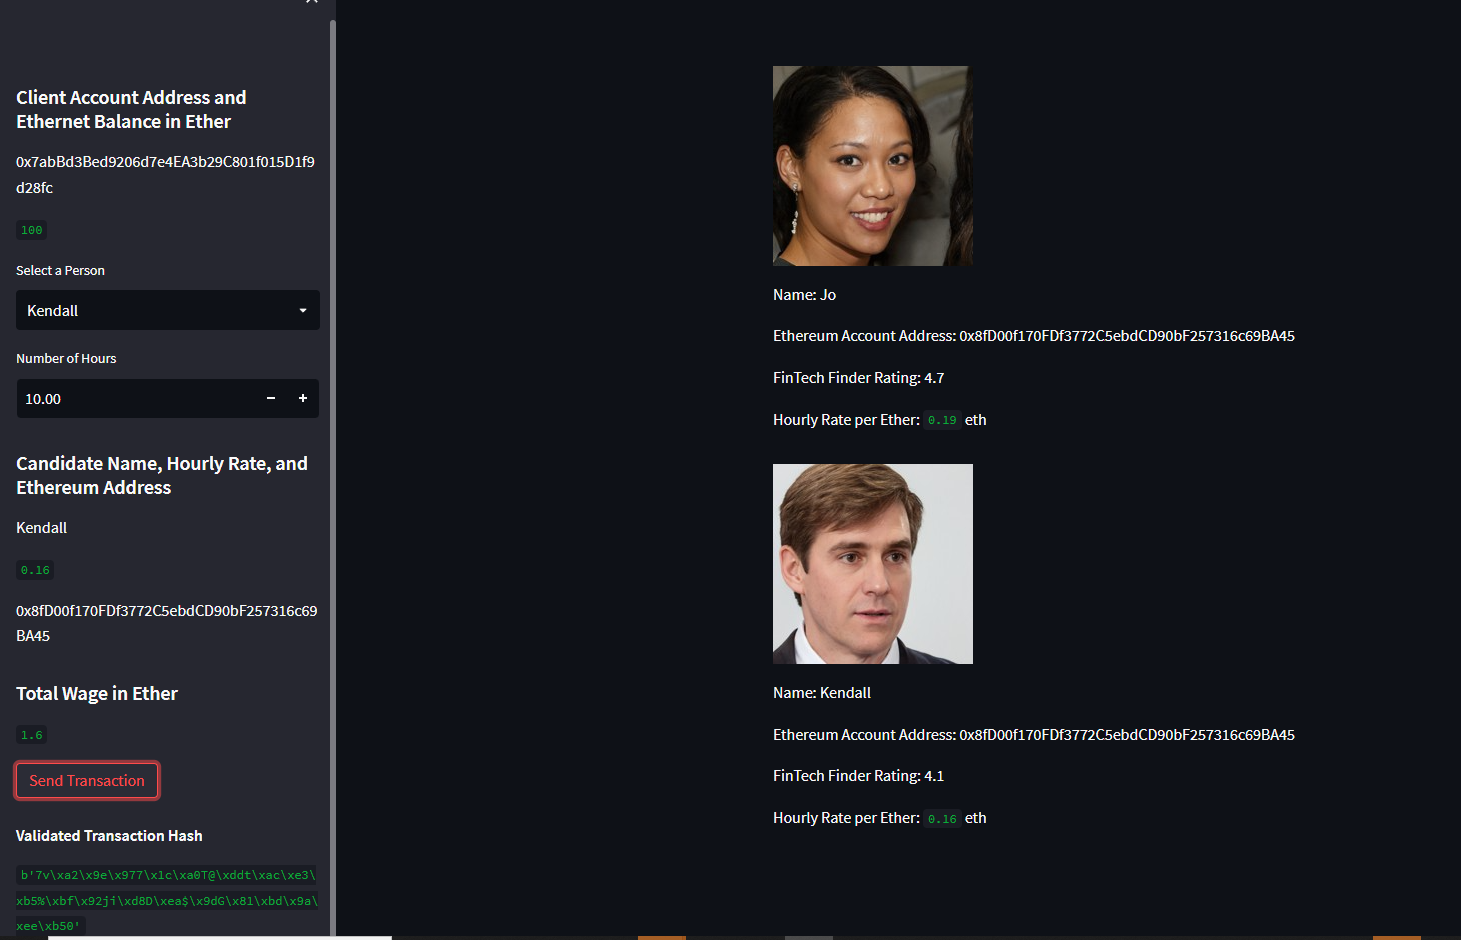 Client Account Address and
Ethernet Balance in Ether
0x7abBd3Bed9206d7e4EA3b29C801f015D1f9
d28fc
100
Select a Person
Kendall
Number of Hours
10.00
Candidate Name, Hourly Rate, and
Ethereum Address
Kendall
0.16
0x8fD00f170FDf3772C5ebdCD90bF257316c69
BA45
Total Wage in Ether
1.6
Send Transaction
Validated Transaction Hash
b'7v\xa2\x9e\x977\x1c\xa0T@\xddt\xac\xe3\
xb5%\xbf\x92ji\xd8D\xea$\x9dG\x81\xbd\x9a\
xee\xb50'
Name: Jo
Ethereum Account Address: 0x8fD00f170FDf3772C5ebdCD90bF257316c69BA45
FinTech Finder Rating: 4.7
Hourly Rate per Ether: 0.19 eth
Name: Kendall
Ethereum Account Address: 0x8fD00f170FDf3772C5ebdCD90bF257316c69BA45
FinTech Finder Rating: 4.1
Hourly Rate per Ether: 0.16 eth